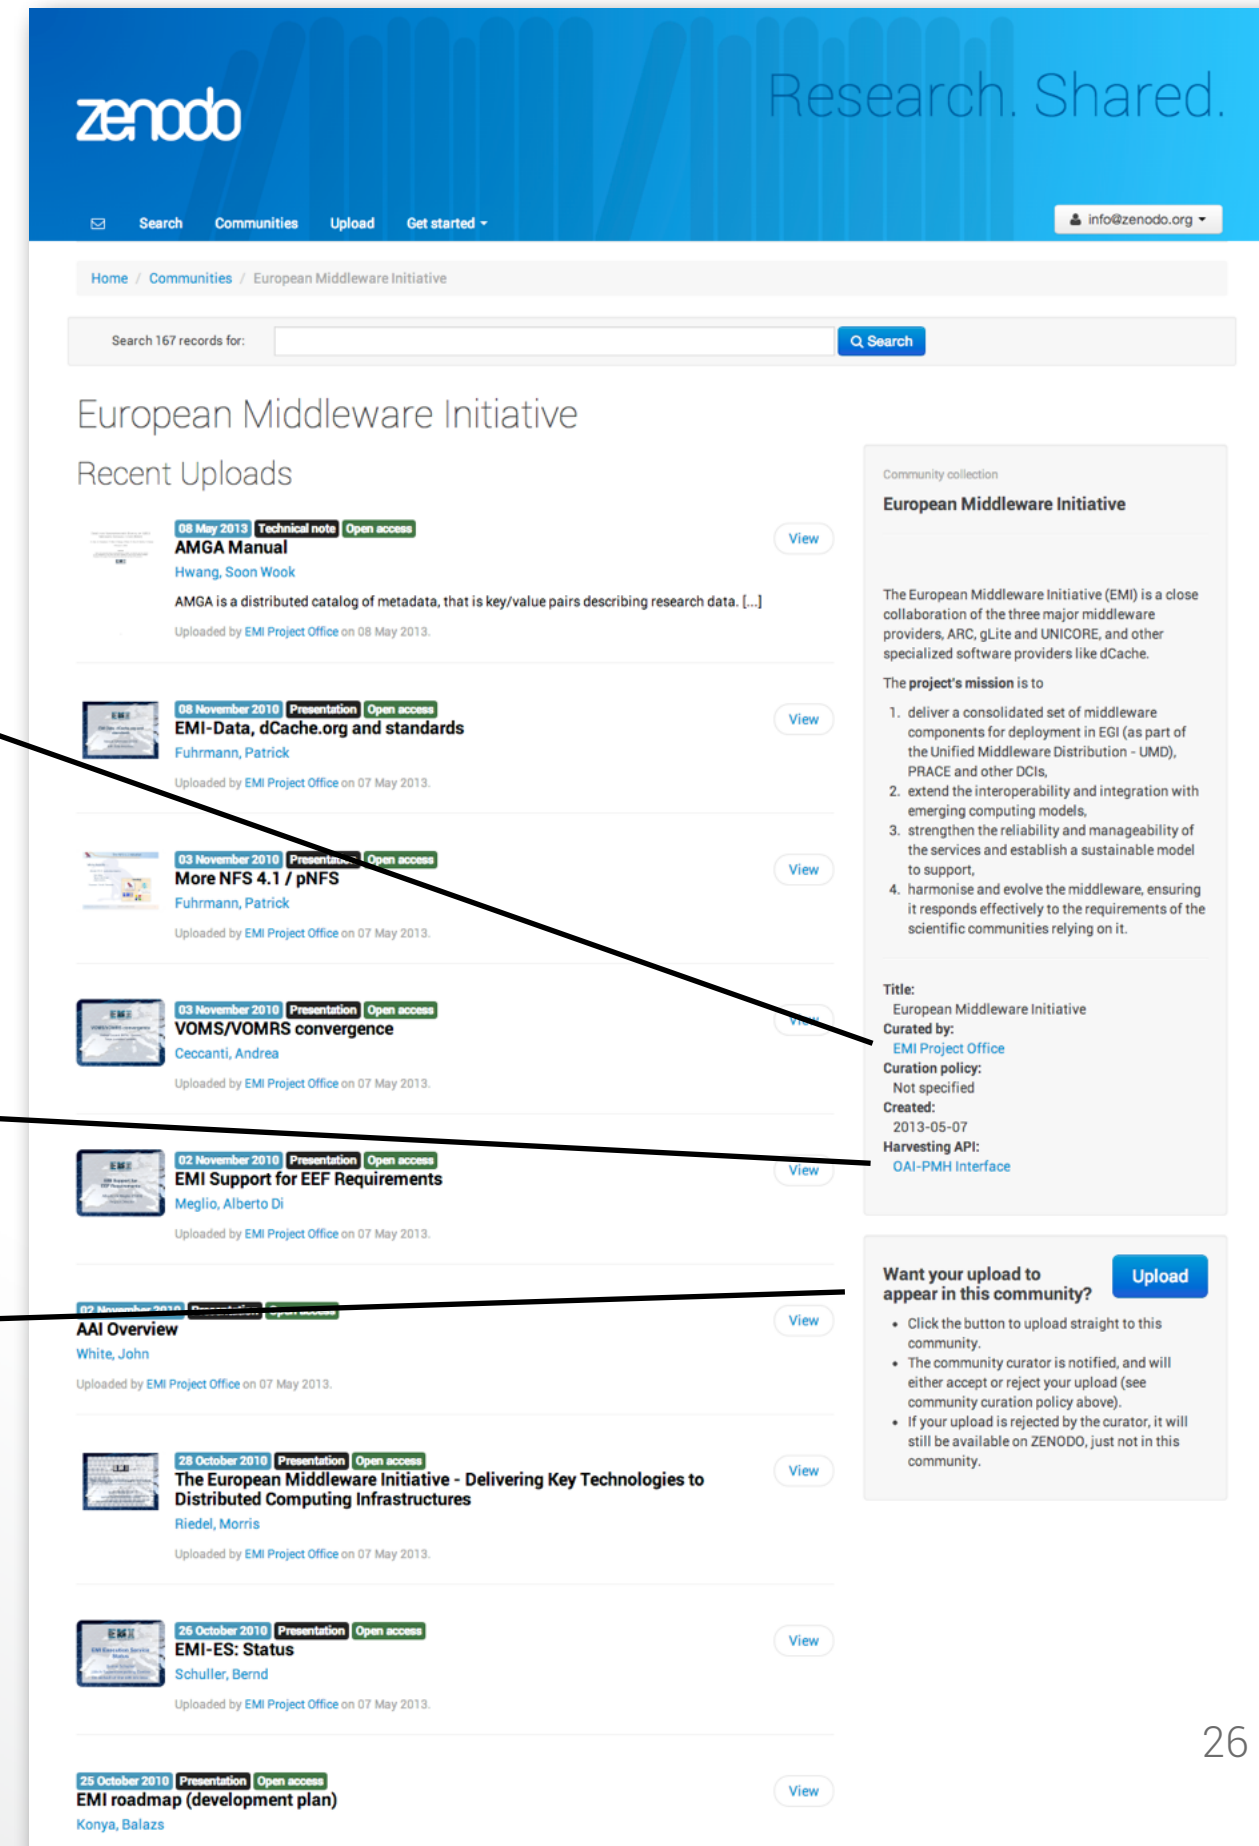 zenodo
Research. Shared.
Search Communities Upload Get started
info@zenodo.org
Home / Communities / European Middleware Initiative
Search 167 records for:
Search
European Middleware Initiative
Recent Uploads
08 May 2013 Technical note Open access
AMGA Manual
View
Hwang, Soon Wook
AMGA is a distributed catalog of metadata, that is key/value pairs describing research data. [...]
Uploaded by EMI Project Office on 08 May 2013.
08 November 2010 Presentation Open access
EMI-Data, dCache.org and standards
View
Fuhrmann, Patrick
Uploaded by EMI Project Office on 07 May 2013.
03 November 2010 Presentation Open access
More NFS 4.1 / pNFS
View
Fuhrmann, Patrick
Uploaded by EMI Project Office on 07 May 2013.
03 November 2010 Presentation Open access
VOMS/VOMRS convergence
View
Ceccanti, Andrea
Uploaded by EMI Project Office on 07 May 2013.
02 November 2010 Presentation Open access
EMI Support for EEF Requirements
View
Meglio, Alberto Di
Uploaded by EMI Project Office on 07 May 2013.
02 November 2010 Presentation Open access
AAI Overview
View
White, John
Uploaded by EMI Project Office on 07 May 2013.
28 October 2010 Presentation Open access
The European Middleware Initiative - Delivering Key Technologies to
Distributed Computing Infrastructures
View
Riedel, Morris
Uploaded by EMI Project Office on 07 May 2013.
26 October 2010 Presentation Open access
EMI-ES: Status
View
Schuller, Bernd
Uploaded by EMI Project Office on 07 May 2013.
25 October 2010 Presentation Open access
EMI roadmap (development plan)
View
Konya, Balazs
Community collection
European Middleware Initiative
The European Middleware Initiative (EMI) is a close
collaboration of the three major middleware
providers, ARC, gLite and UNICORE, and other
specialized software providers like dCache.
The project's mission is to
1. deliver a consolidated set of middleware
components for deployment in EGI (as part of
the Unified Middleware Distribution - UMD),
PRACE and other DCIs,
2. extend the interoperability and integration with
emerging computing models,
3. strengthen the reliability and manageability of
the services and establish a sustainable model
to support,
4. harmonise and evolve the middleware, ensuring
it responds effectively to the requirements of the
scientific communities relying on it.
Title:
European Middleware Initiative
Curated by:
EMI Project Office
Curation policy:
Not specified
Created:
2013-05-07
Harvesting API:
OAI-PMH Interface
Want your upload to
appear in this community?
Upload
• Click the button to upload straight to this
community.
• The community curator is notified, and will
either accept or reject your upload (see
community curation policy above).
• If your upload is rejected by the curator, it will
still be available on ZENODO, just not in this
community.
26